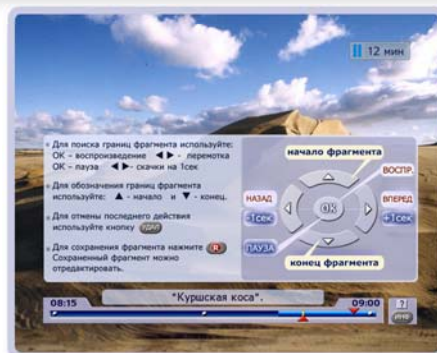 12 мин
Для поиска границ фрагмента используйте:
OK – воспроизведение ◀ ▶ - перемотка
OK – пауза ◀ ▶ - скачки на 1сек
Для обозначения границ фрагмента
используйте: ▲ - начало и ▼ - конец.
Для отмены последнего действия
используйте кнопку УДАЛ
Для сохранения фрагмента нажмите R
Сохраненный фрагмент можно
отредактировать.
начало фрагмента
ВОСПР.
НАЗАД
ВПЕРЕД
-1сек
OK
+1сек
ПАУЗА
конец фрагмента
"Куршская коса".
08:15
09:00
?
ИНФ